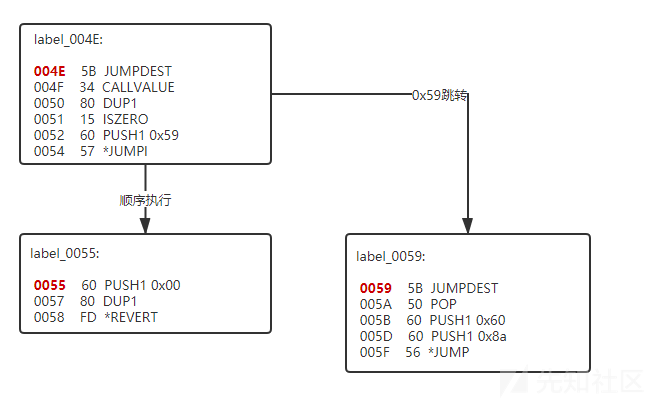 label_004E:
004E 5B JUMPDEST
004F 34 CALLVALUE
0050 80 DUP1
0051 15 ISZERO
0052 60 PUSH1 0x59
0054 57 *JUMPI
0x59跳转
顺序执行
label_0055:
0055 60 PUSH1 0x00
0057 80 DUP1
0058 FD *REVERT
label_0059:
0059 5B JUMPDEST
005A 50 POP
005B 60 PUSH1 0x60
005D 60 PUSH1 0x8a
005F 56 *JUMP
先知社区